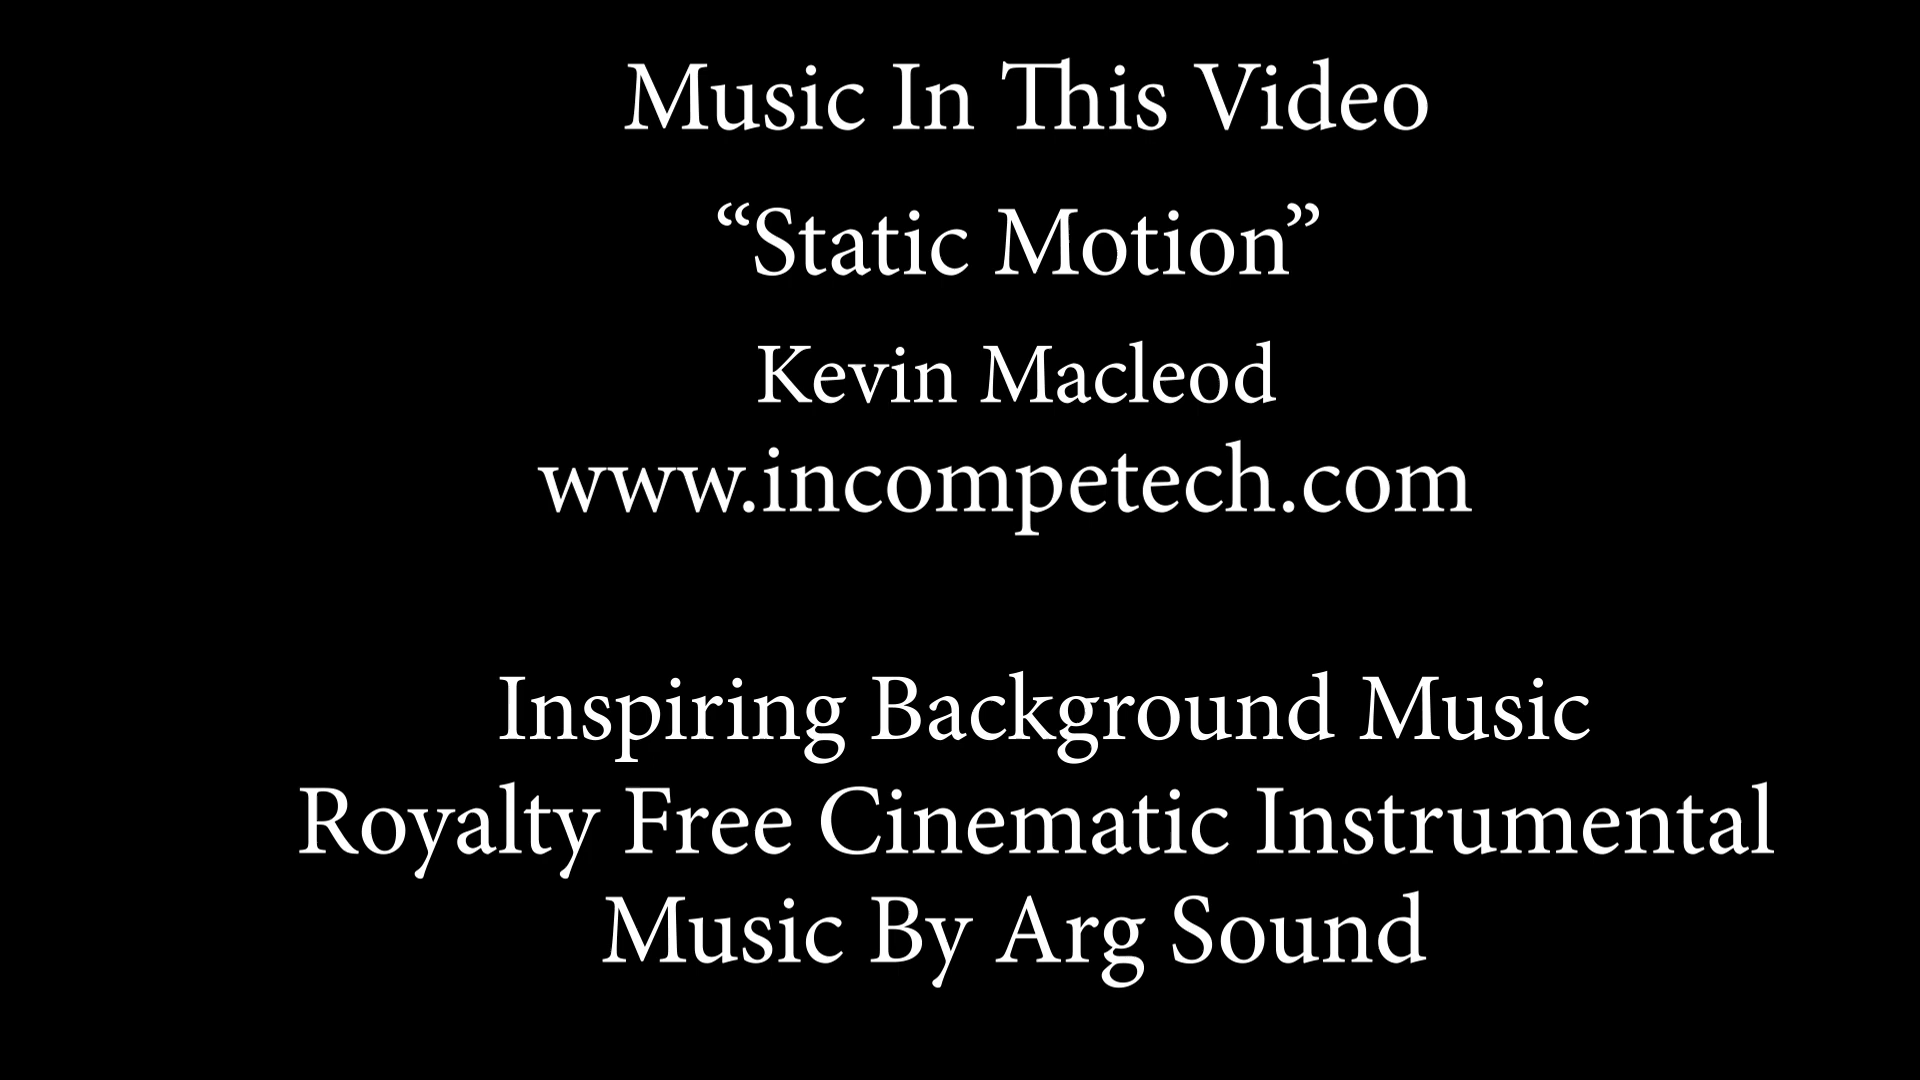 Music In This Video
“Static Motion”
Kevin Macleod
www.incompetech.com
Inspiring Background Music
Royalty Free Cinematic Instrumental
Music By Arg Sound